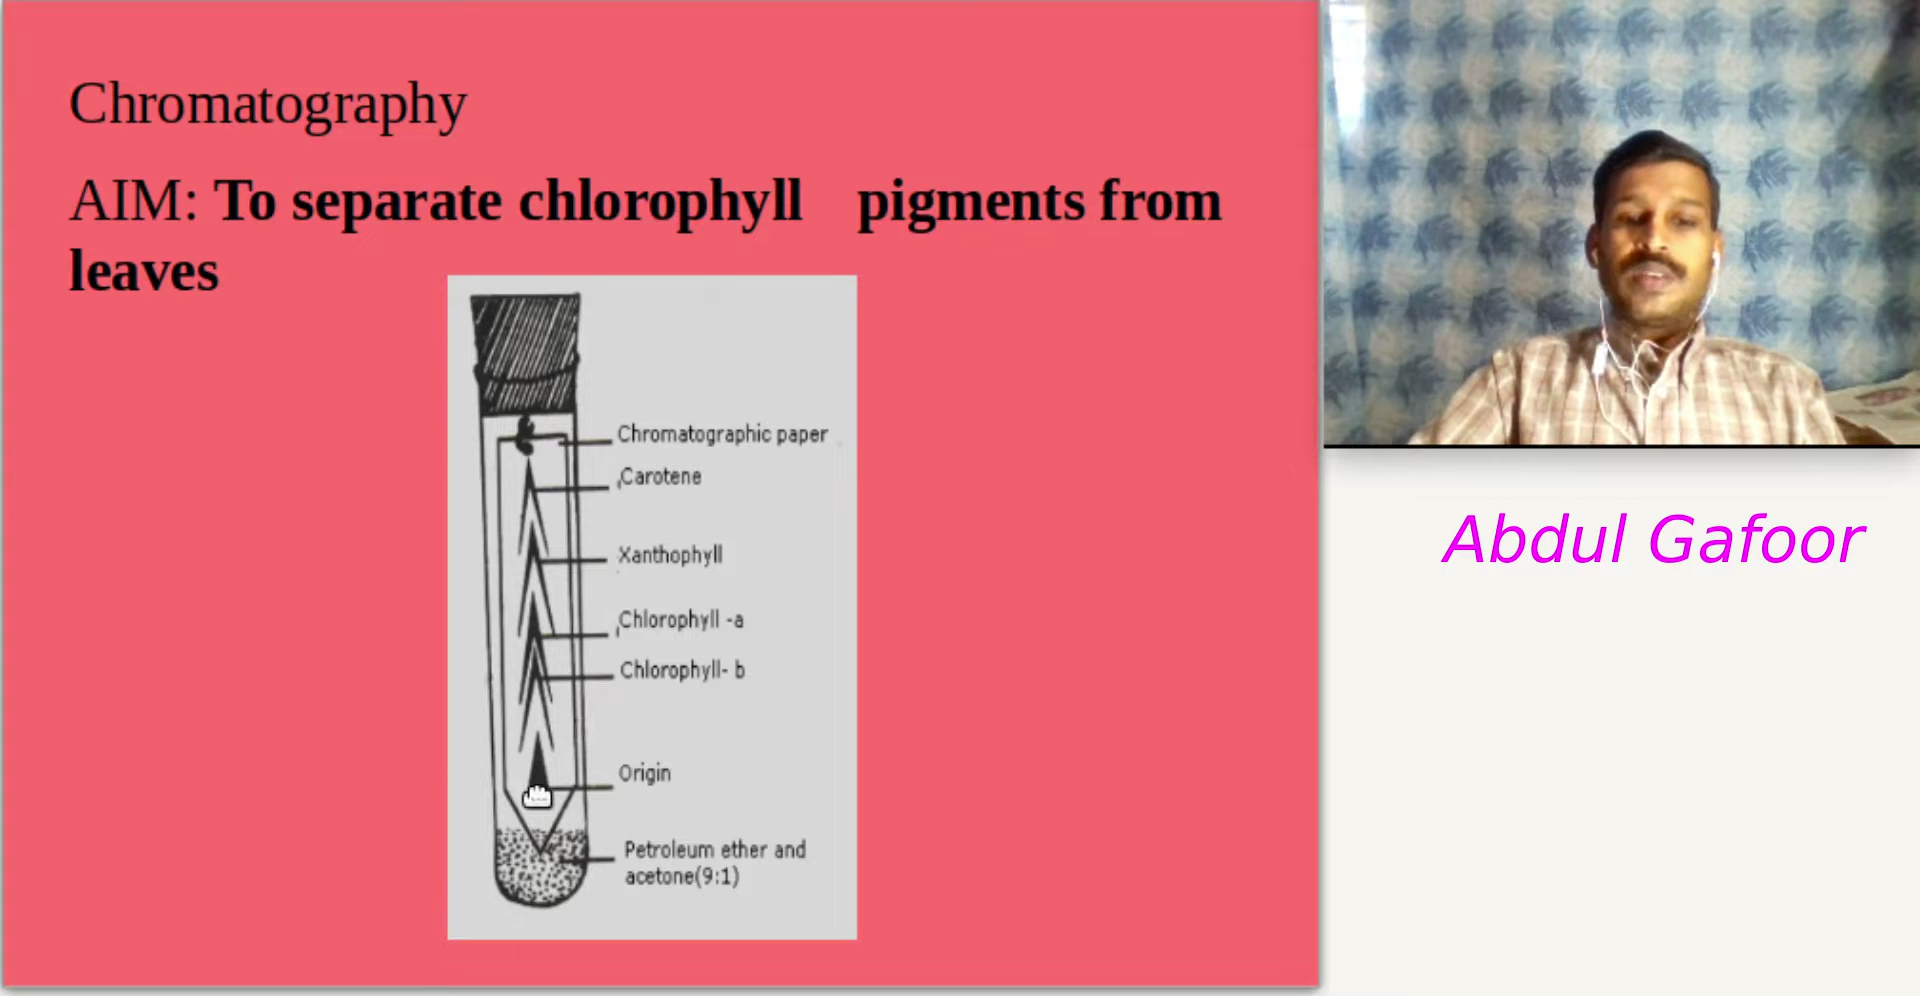 Chromatography
AIM: To separate chlorophyll pigments from
leaves
Chromatographic paper
Carotene
Xanthophyll
Chlorophyll -a
Chlorophyll- b
Origin
Petroleum ether and
acetone(9:1)
Abdul Gafoor